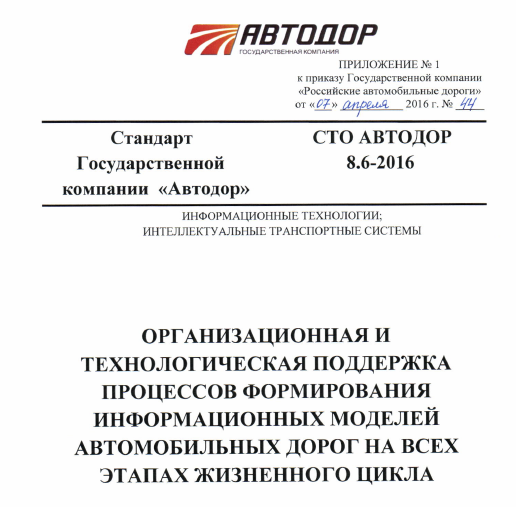 АВТОДОР
ГОСУДАРСТВЕННАЯ КОМПАНИЯ
ПРИЛОЖЕНИЕ № 1
к приказу Государственной компании
«Российские автомобильные дороги»
от «07» апреля 2016 г. № 44
Стандарт
Государственной
компании «Автодор»
СТО АВТОДОР
8.6-2016
ИНФОРМАЦИОННЫЕ ТЕХНОЛОГИИ;
ИНТЕЛЛЕКТУАЛЬНЫЕ ТРАНСПОРТНЫЕ СИСТЕМЫ
ОРГАНИЗАЦИОННАЯ И
ТЕХНОЛОГИЧЕСКАЯ ПОДДЕРЖКА
ПРОЦЕССОВ ФОРМИРОВАНИЯ
ИНФОРМАЦИОННЫХ МОДЕЛЕЙ
АВТОМОБИЛЬНЫХ ДОРОГ НА ВСЕХ
ЭТАПАХ ЖИЗНЕННОГО ЦИКЛА